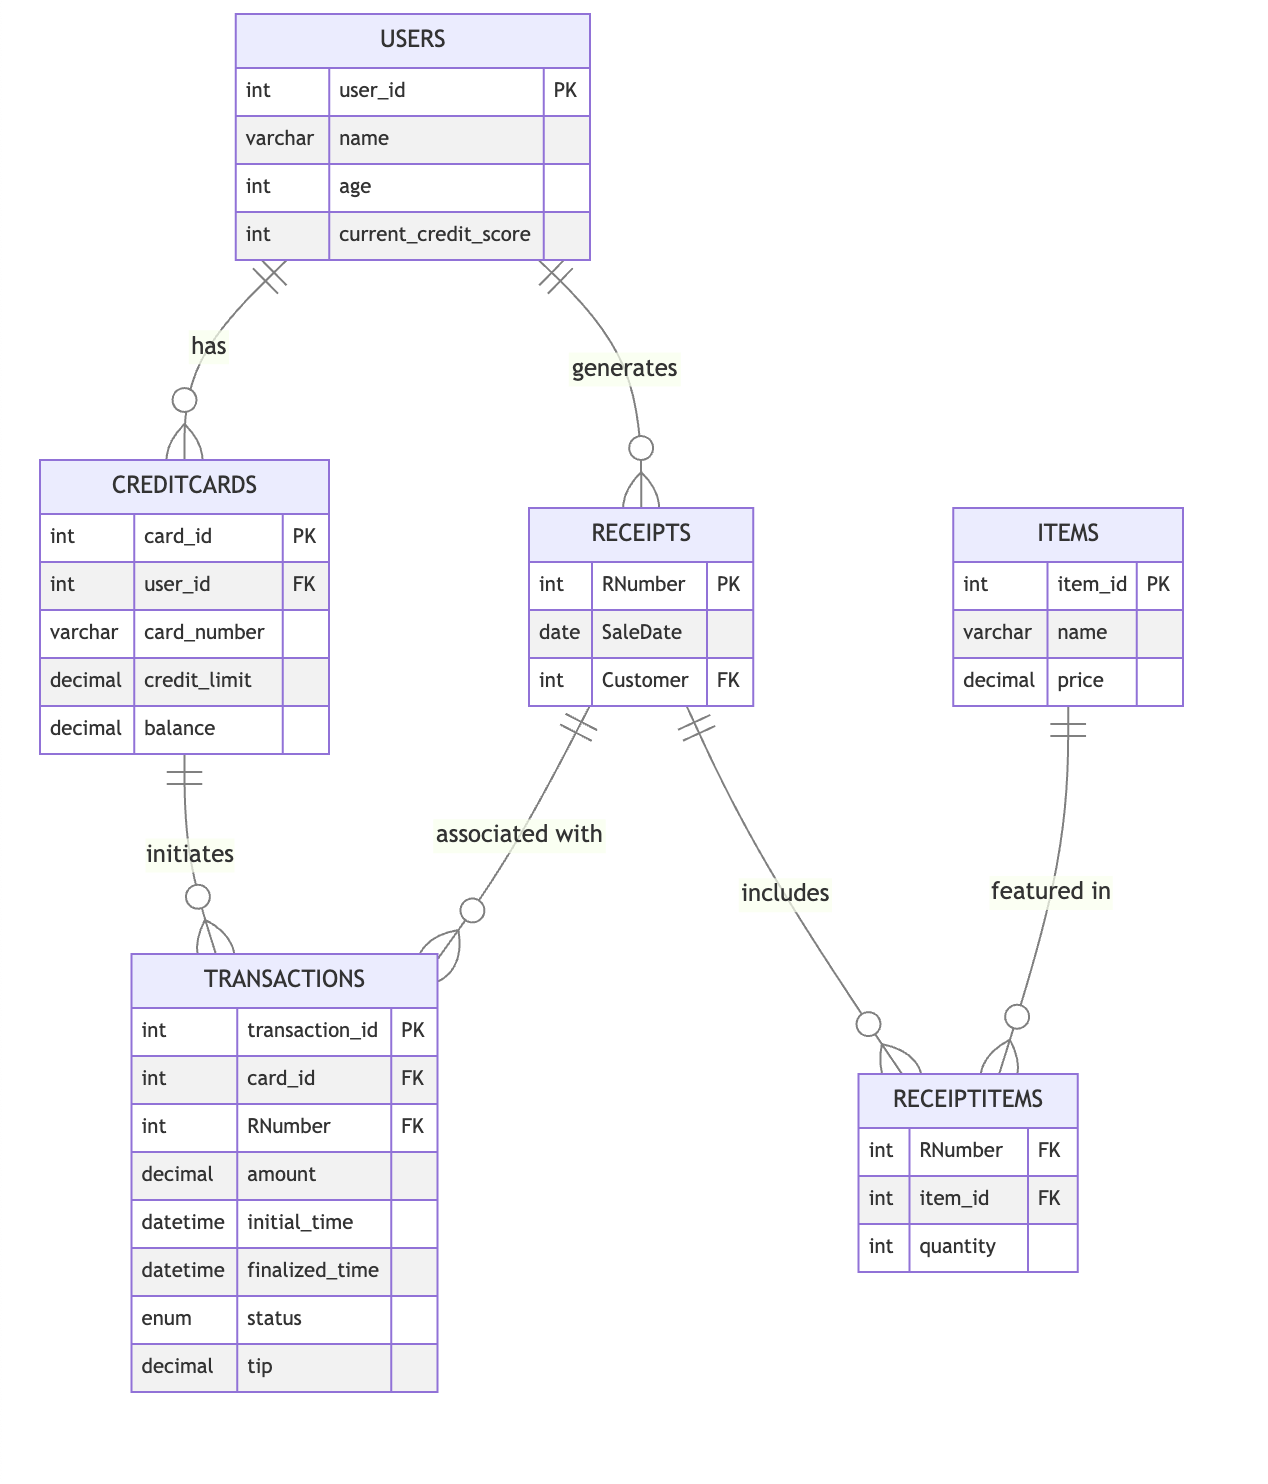 USERS
int user_id PK
varchar name
int age
int current_credit_score
has
generates
CREDITCARDS
int card_id PK
int user_id FK
varchar card_number
decimal credit_limit
decimal balance
RECEIPTS
int RNumber PK
date SaleDate
int Customer FK
ITEMS
int item_id PK
varchar name
decimal price
initiates
associated with
includes
featured in
TRANSACTIONS
int transaction_id PK
int card_id FK
int RNumber FK
decimal amount
datetime initial_time
datetime finalized_time
enum status
decimal tip
RECEIPTITEMS
int RNumber FK
int item_id FK
int quantity